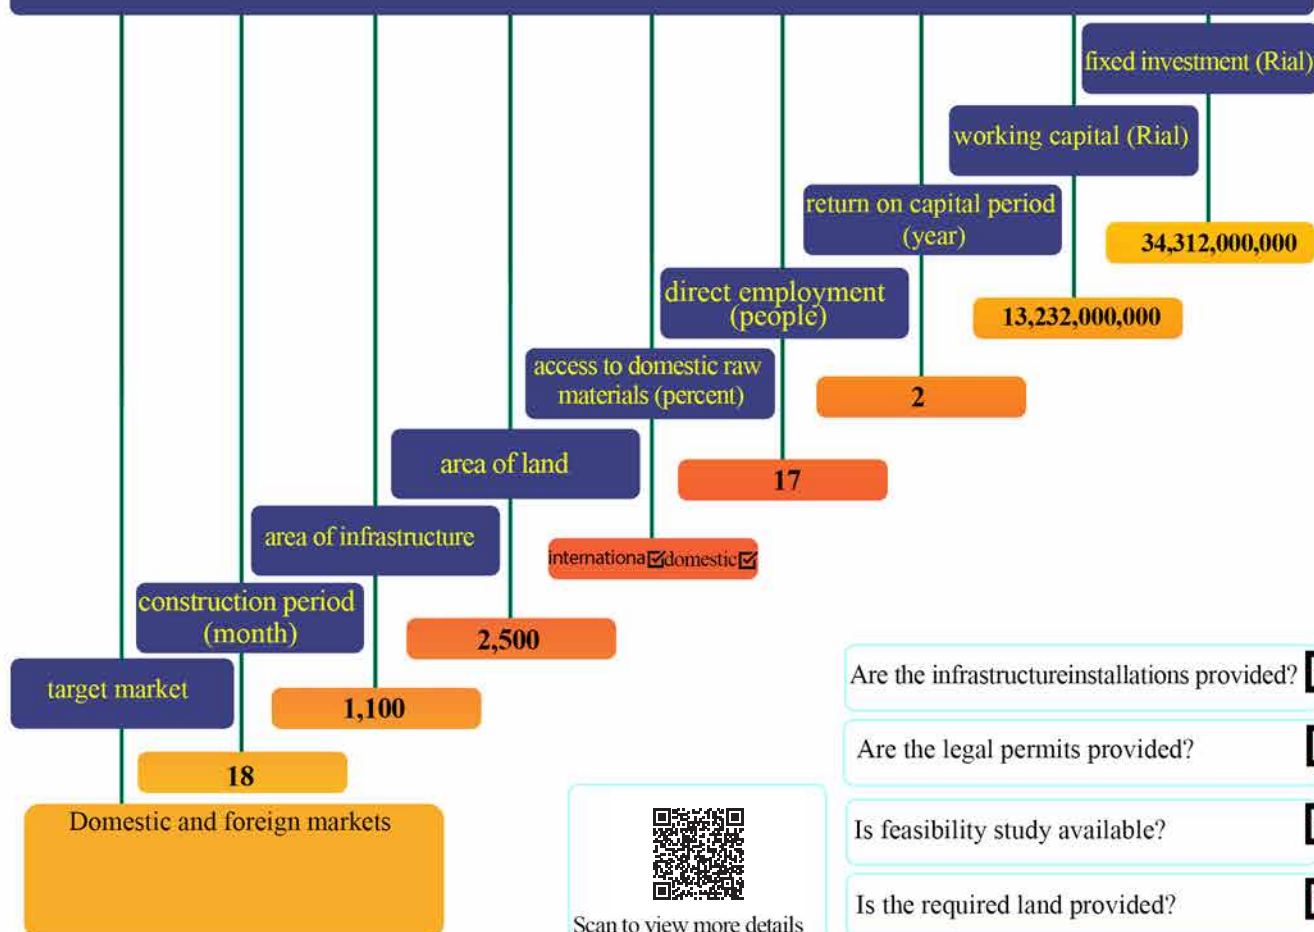 fixed investment (Rial)
34,312,000,000
working capital (Rial)
13,232,000,000
return on capital period
(year)
2
direct employment
(people)
17
access to domestic raw
materials (percent)
internationa☑domestic☑
area of land
2,500
area of infrastructure
1,100
construction period
(month)
18
target market
Domestic and foreign markets
Scan to view more details
Are the infrastructureinstallations provided?
Are the legal permits provided?
Is feasibility study available?
Is the required land provided?